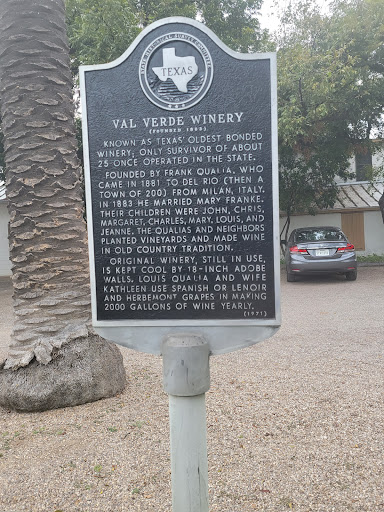 TEXAS
VAL VERDE WINERY
KNOWN AS TEXAS' OLDEST BONDED
WINERY; ONLY SURVIVOR OF ABOUT
25 ONCE OPERATED IN THE STATE.
FOUNDED BY FRANK QUALIA, WHO
CAME IN 1881 TO DEL RIO (THEN A
TOWN OF 200) FROM MILAN, ITALY.
IN 1883 HE MARRIED MARY FRANKE.
THEIR CHILDREN WERE JOHN, CHRIS,
MARGARET, CHARLES, MARY, LOUIS, AND
JEANNE. THE QUALIAS AND NEIGHBORS
PLANTED VINEYARDS AND MADE WINE
IN OLD COUNTRY TRADITION.
ORIGINAL WINERY, STILL IN USE,
IS KEPT COOL BY 18-INCH ADOBE
WALLS. LOUIS QUALIA AND WIFE
KATHLEEN USE SPANISH OR LENOIR
AND HERBEMONT GRAPES IN MAKING
2000 GALLONS OF WINE YEARLY.
(1971)